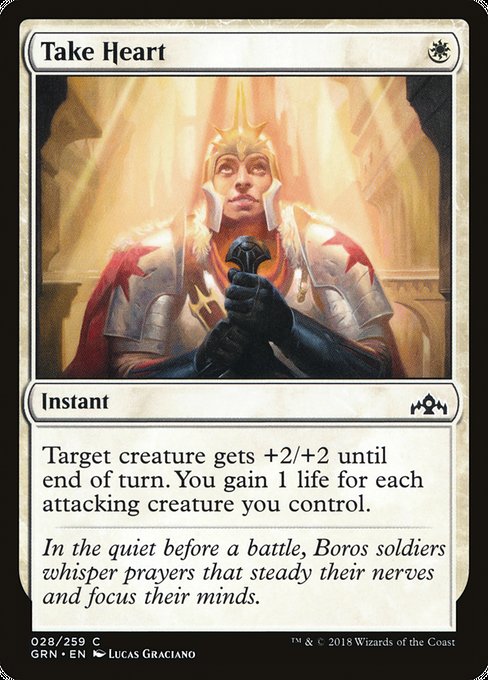 Take Heart
Instant
Target creature gets +2/+2 until
end of turn. You gain 1 life for each
attacking creature you control.
In the quiet before a battle, Boros soldiers
whisper prayers that steady their nerves
and focus their minds.
028/259 C
™ & © 2018 Wizards of the Coast
GRN • EN Lucas Graciano